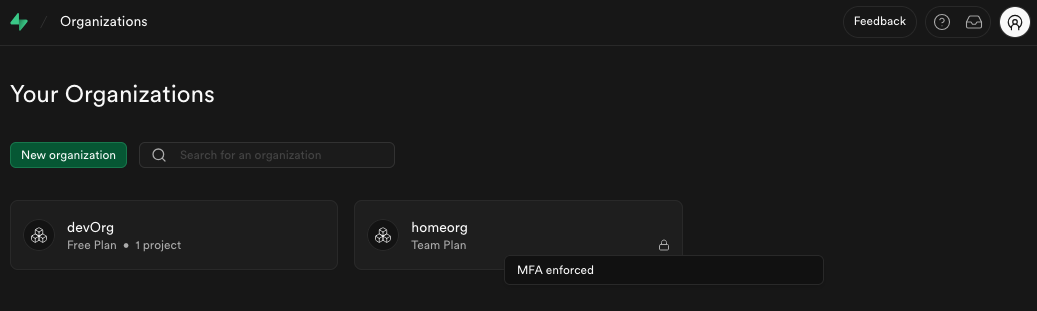 Organizations
Feedback
Your Organizations
New organization
Search for an organization
devOrg
Free Plan • 1 project
homeorg
Team Plan
MFA enforced